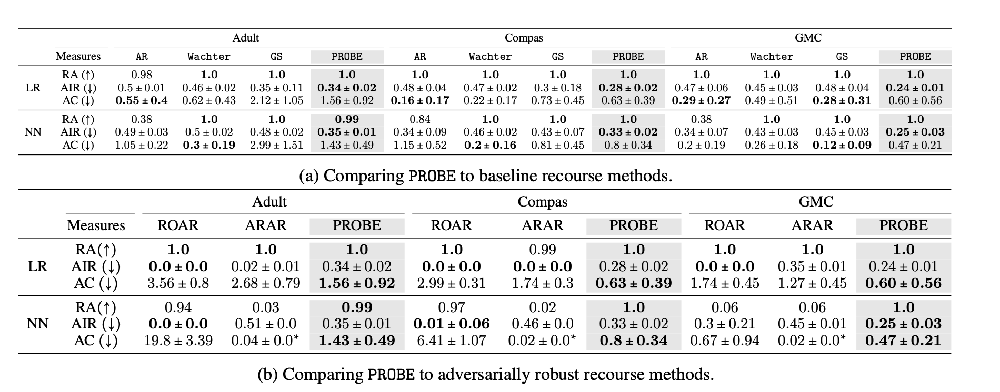 Adult Compas GMC
Measures AR Wachter GS PROBE AR Wachter GS PROBE AR Wachter GS PROBE
RA (↑) 0.98 1.0 1.0 1.0 1.0 1.0 1.0 1.0 1.0 1.0 1.0 1.0
LR AIR (↓) 0.5 ± 0.01 0.46 ± 0.02 0.35 ± 0.11 0.34 ± 0.02 0.48 ± 0.04 0.47 ± 0.02 0.3 ± 0.18 0.28 ± 0.02 0.47 ± 0.06 0.45 ± 0.03 0.48 ± 0.04 0.24 ± 0.01
AC (↓) 0.55 ± 0.4 0.62 ± 0.43 2.12 ± 1.05 1.56 ± 0.92 0.16 ± 0.17 0.22 ± 0.17 0.73 ± 0.45 0.63 ± 0.39 0.29 ± 0.27 0.49 ± 0.51 0.28 ± 0.31 0.60 ± 0.56
RA (↑) 0.38 1.0 1.0 0.99 0.84 1.0 1.0 1.0 0.38 1.0 1.0 1.0
NN AIR (↓) 0.49 ± 0.03 0.5 ± 0.02 0.48 ± 0.02 0.35 ± 0.01 0.34 ± 0.09 0.46 ± 0.02 0.43 ± 0.07 0.33 ± 0.02 0.34 ± 0.07 0.43 ± 0.03 0.45 ± 0.03 0.25 ± 0.03
AC (↓) 1.05 ± 0.22 0.3 ± 0.19 2.99 ± 1.51 1.43 ± 0.49 1.15 ± 0.52 0.2 ± 0.16 0.81 ± 0.45 0.8 ± 0.34 0.2 ± 0.19 0.26 ± 0.18 0.12 ± 0.09 0.47 ± 0.21
(a) Comparing PROBE to baseline recourse methods.
Adult Compas GMC
Measures ROAR ARAR PROBE ROAR ARAR PROBE ROAR ARAR PROBE
RA(↑) 1.0 1.0 1.0 1.0 0.99 1.0 1.0 1.0 1.0
LR AIR (↓) 0.0 ± 0.0 0.02 ± 0.01 0.34 ± 0.02 0.0 ± 0.0 0.0 ± 0.0 0.28 ± 0.02 0.0 ± 0.0 0.35 ± 0.01 0.24 ± 0.01
AC (↓) 3.56 ± 0.8 2.68 ± 0.79 1.56 ± 0.92 2.99 ± 0.31 1.74 ± 0.3 0.63 ± 0.39 1.74 ± 0.45 1.27 ± 0.45 0.60 ± 0.56
RA(↑) 0.94 0.03 0.99 0.97 0.02 1.0 0.06 0.06 1.0
NN AIR (↓) 0.0 ± 0.0 0.51 ± 0.0 0.35 ± 0.01 0.01 ± 0.06 0.46 ± 0.0 0.33 ± 0.02 0.3 ± 0.21 0.45 ± 0.01 0.25 ± 0.03
AC (↓) 19.8 ± 3.39 0.04 ± 0.0* 1.43 ± 0.49 6.41 ± 1.07 0.02 ± 0.0* 0.8 ± 0.34 0.67 ± 0.94 0.02 ± 0.0* 0.47 ± 0.21
(b) Comparing PROBE to adversarially robust recourse methods.